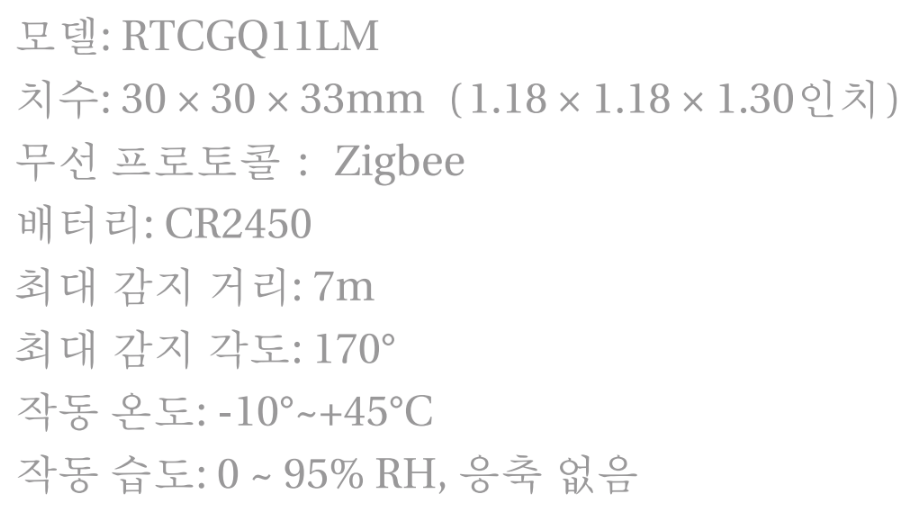 모델: RTCGQ11LM
치수: 30 × 30 × 33mm（1.18 × 1.18 × 1.30인치）
무선 프로토콜： Zigbee
배터리: CR2450
최대 감지 거리: 7m
최대 감지 각도: 170°
작동 온도: -10°~+45°C
작동 습도: 0 ~ 95% RH, 응축 없음